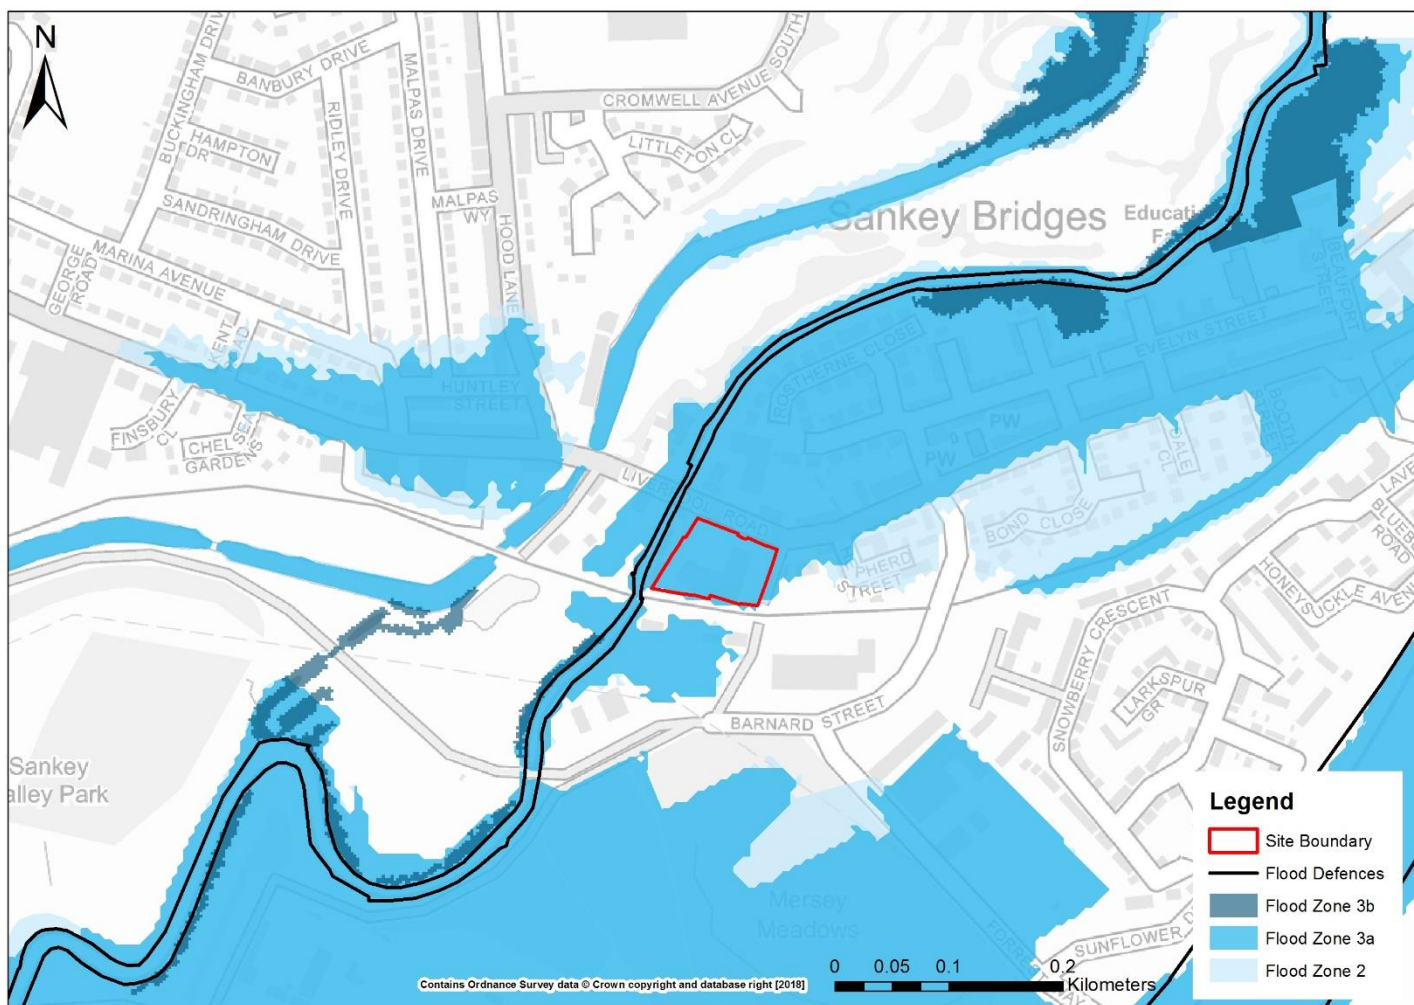 N
BUCKINGHAM DRIVE
BANBURY DRIVE
MALPAS DRIVE
RIDLEY DRIVE
HAMPTON
DR
SANDRINGHAM DRIVE
MALPAS
WY
HOOD LANE
CROMWELL AVENUE SOUTH
LITTLETON CL
MARINA AVENUE
GEORGE
ROAD
KENT
HUNTLEY
STREET
FINSBURY
CL
CHELSEA
GARDENS
Sankey Bridges
BEAUFORT
STREET
EVELYN STREET
ROSTHERNE CLOSE
PW
PW
LIVERPOOL ROAD
BOOTH
DALE
CL
BOND CLOSE
SHEPHERD
STREET
HONEYSUCKLE AVEN
ROAD
SNOWBERRY CRESCENT
LARKSPUR
GR
BARNARD STREET
Sankey
alley Park
Mersey
Meadows
SUNFLOWER D
Legend
Site Boundary
Flood Defences
Flood Zone 3b
Flood Zone 3a
Flood Zone 2
0 0.05 0.1 0.2
Kilometers
Contains Ordnance Survey data © Crown copyright and database right [2018]